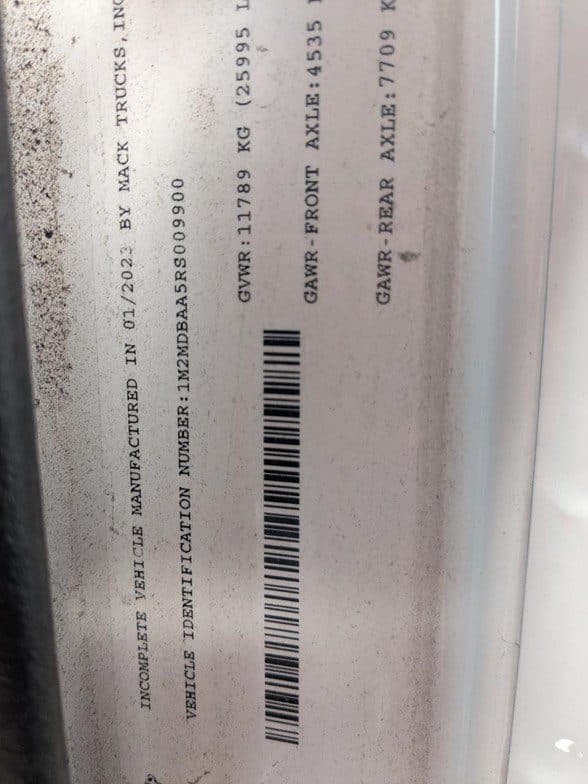 INCOMPLETE VEHICLE MANUFACTURED IN 01/2023 BY MACK TRUCKS, INC
VEHICLE IDENTIFICATION NUMBER:1M2MDBAA5RS009900
GVWR:11789 KG (25995 L
GAWR-FRONT AXLE:4535
GAWR-REAR AXLE:7709 K